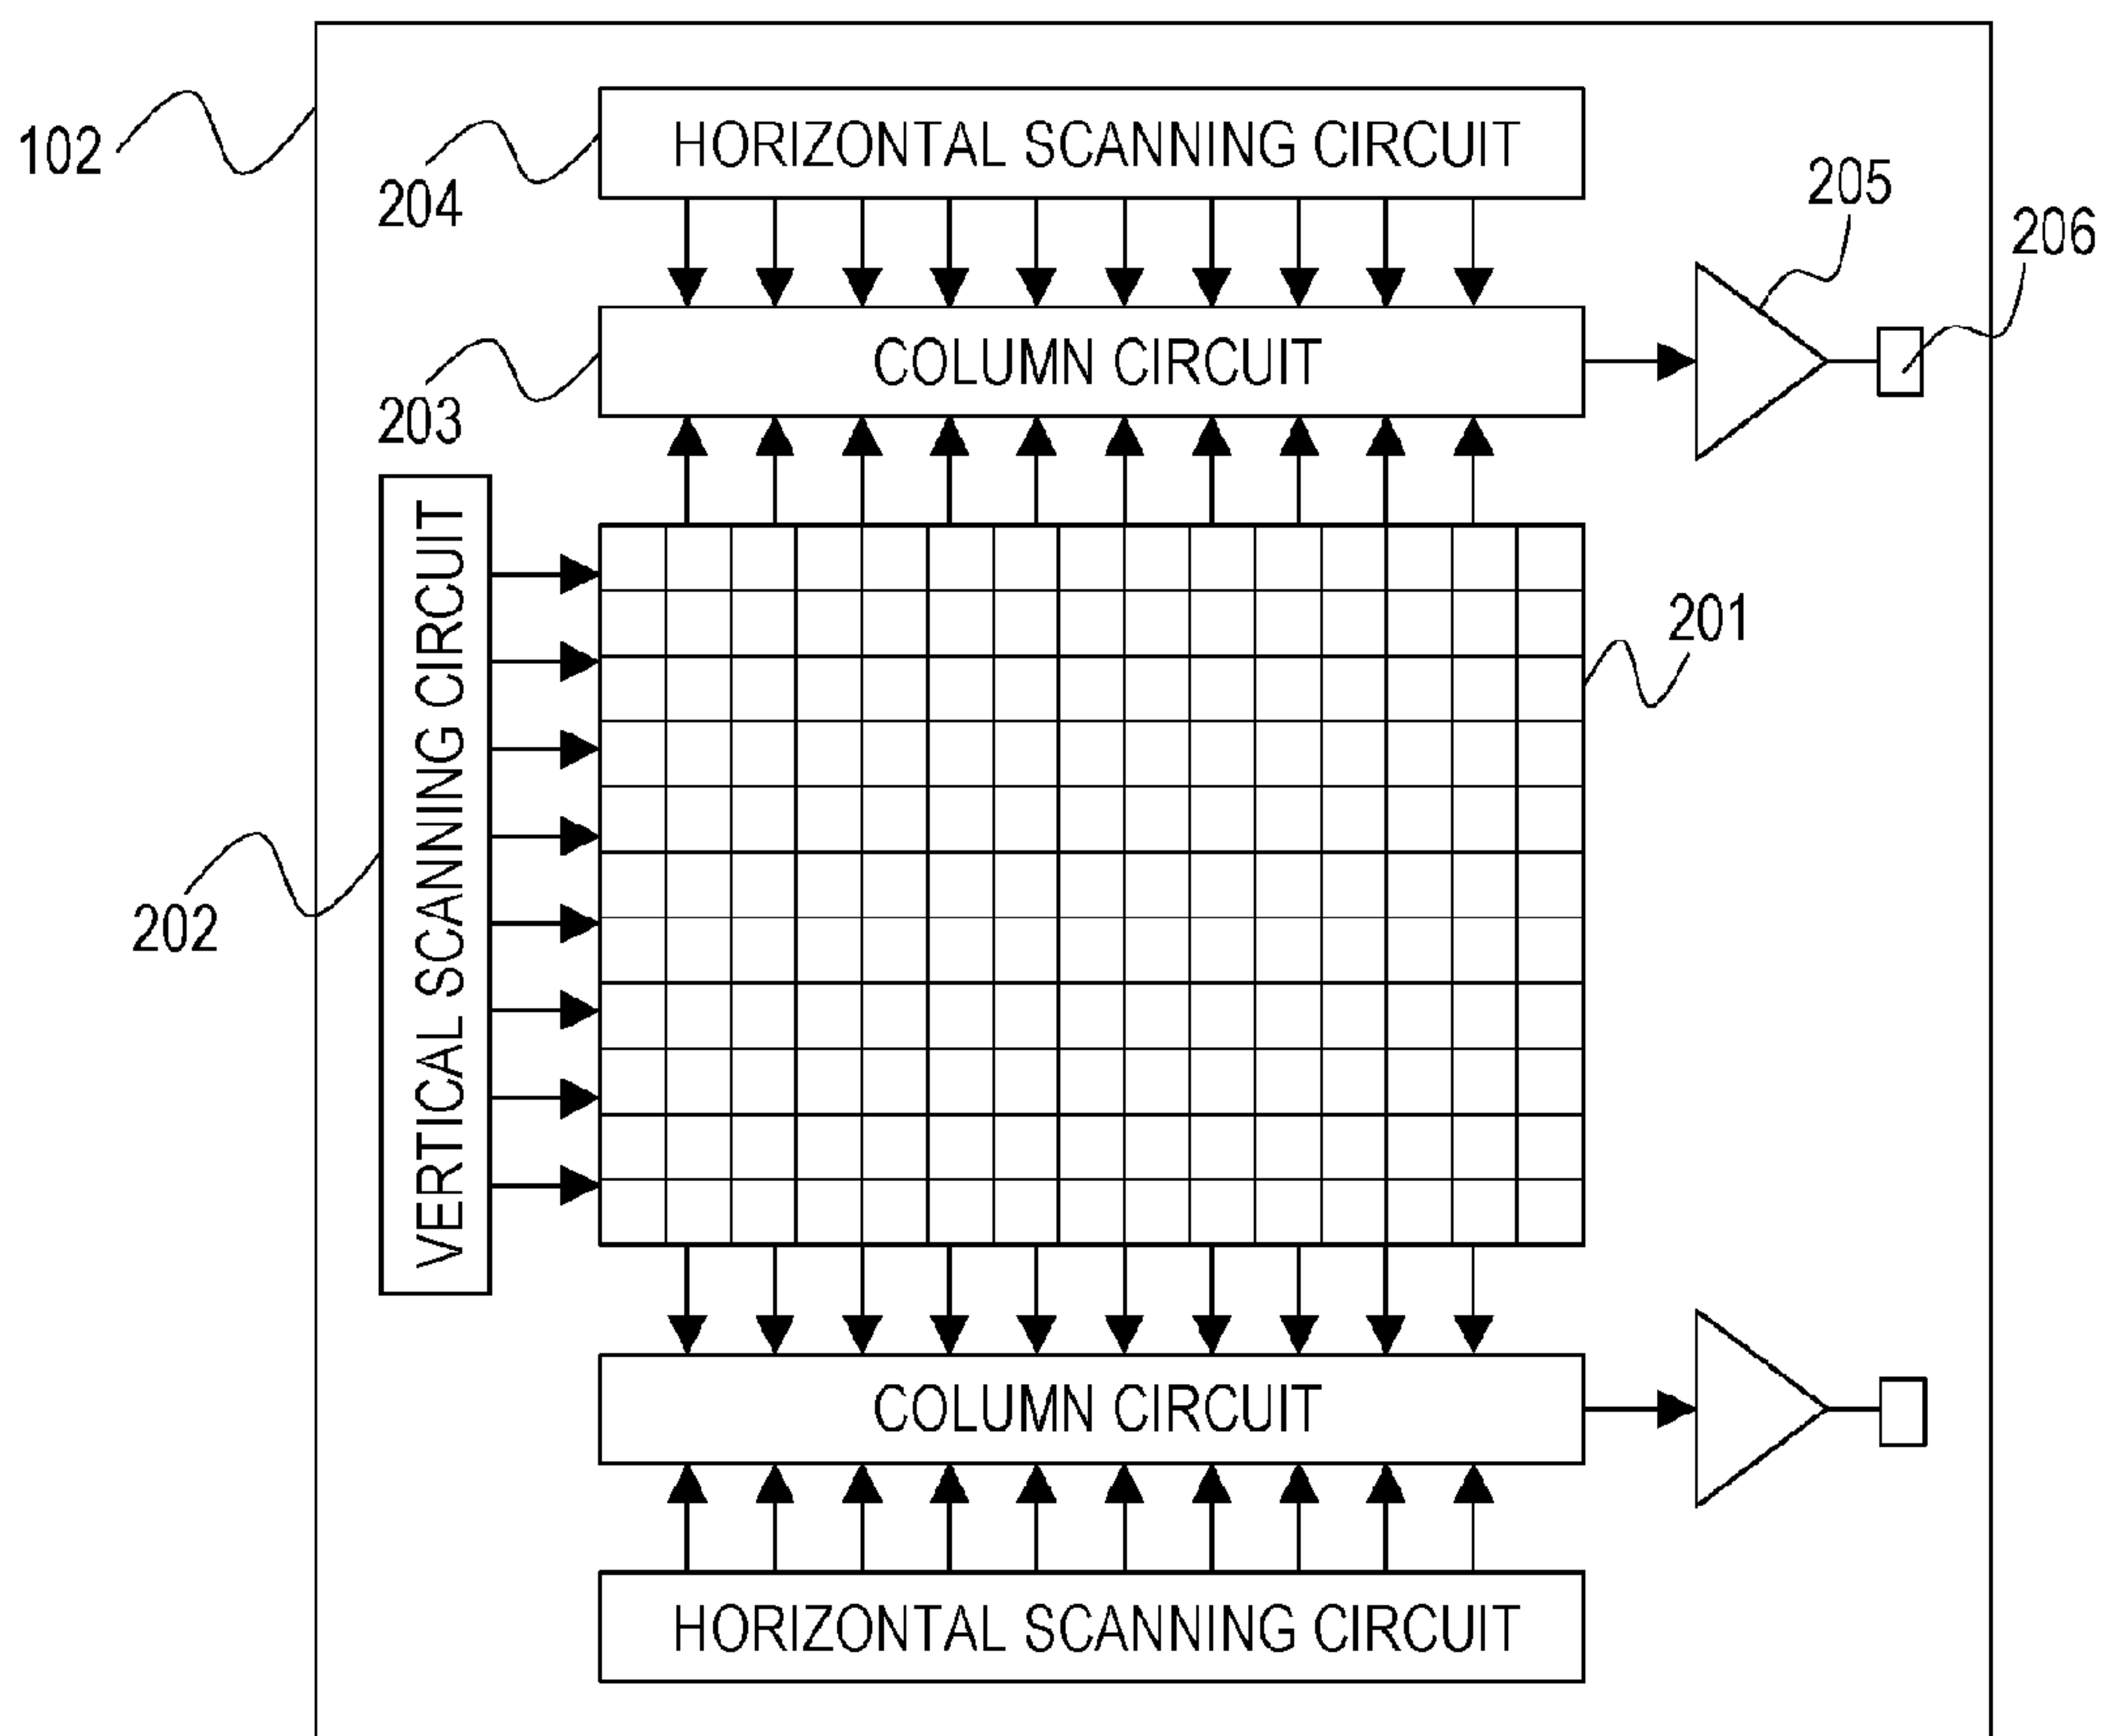 102
HORIZONTAL SCANNING CIRCUIT
204
205
206
COLUMN CIRCUIT
203
VERTICAL SCANNING CIRCUIT
201
202
COLUMN CIRCUIT
HORIZONTAL SCANNING CIRCUIT